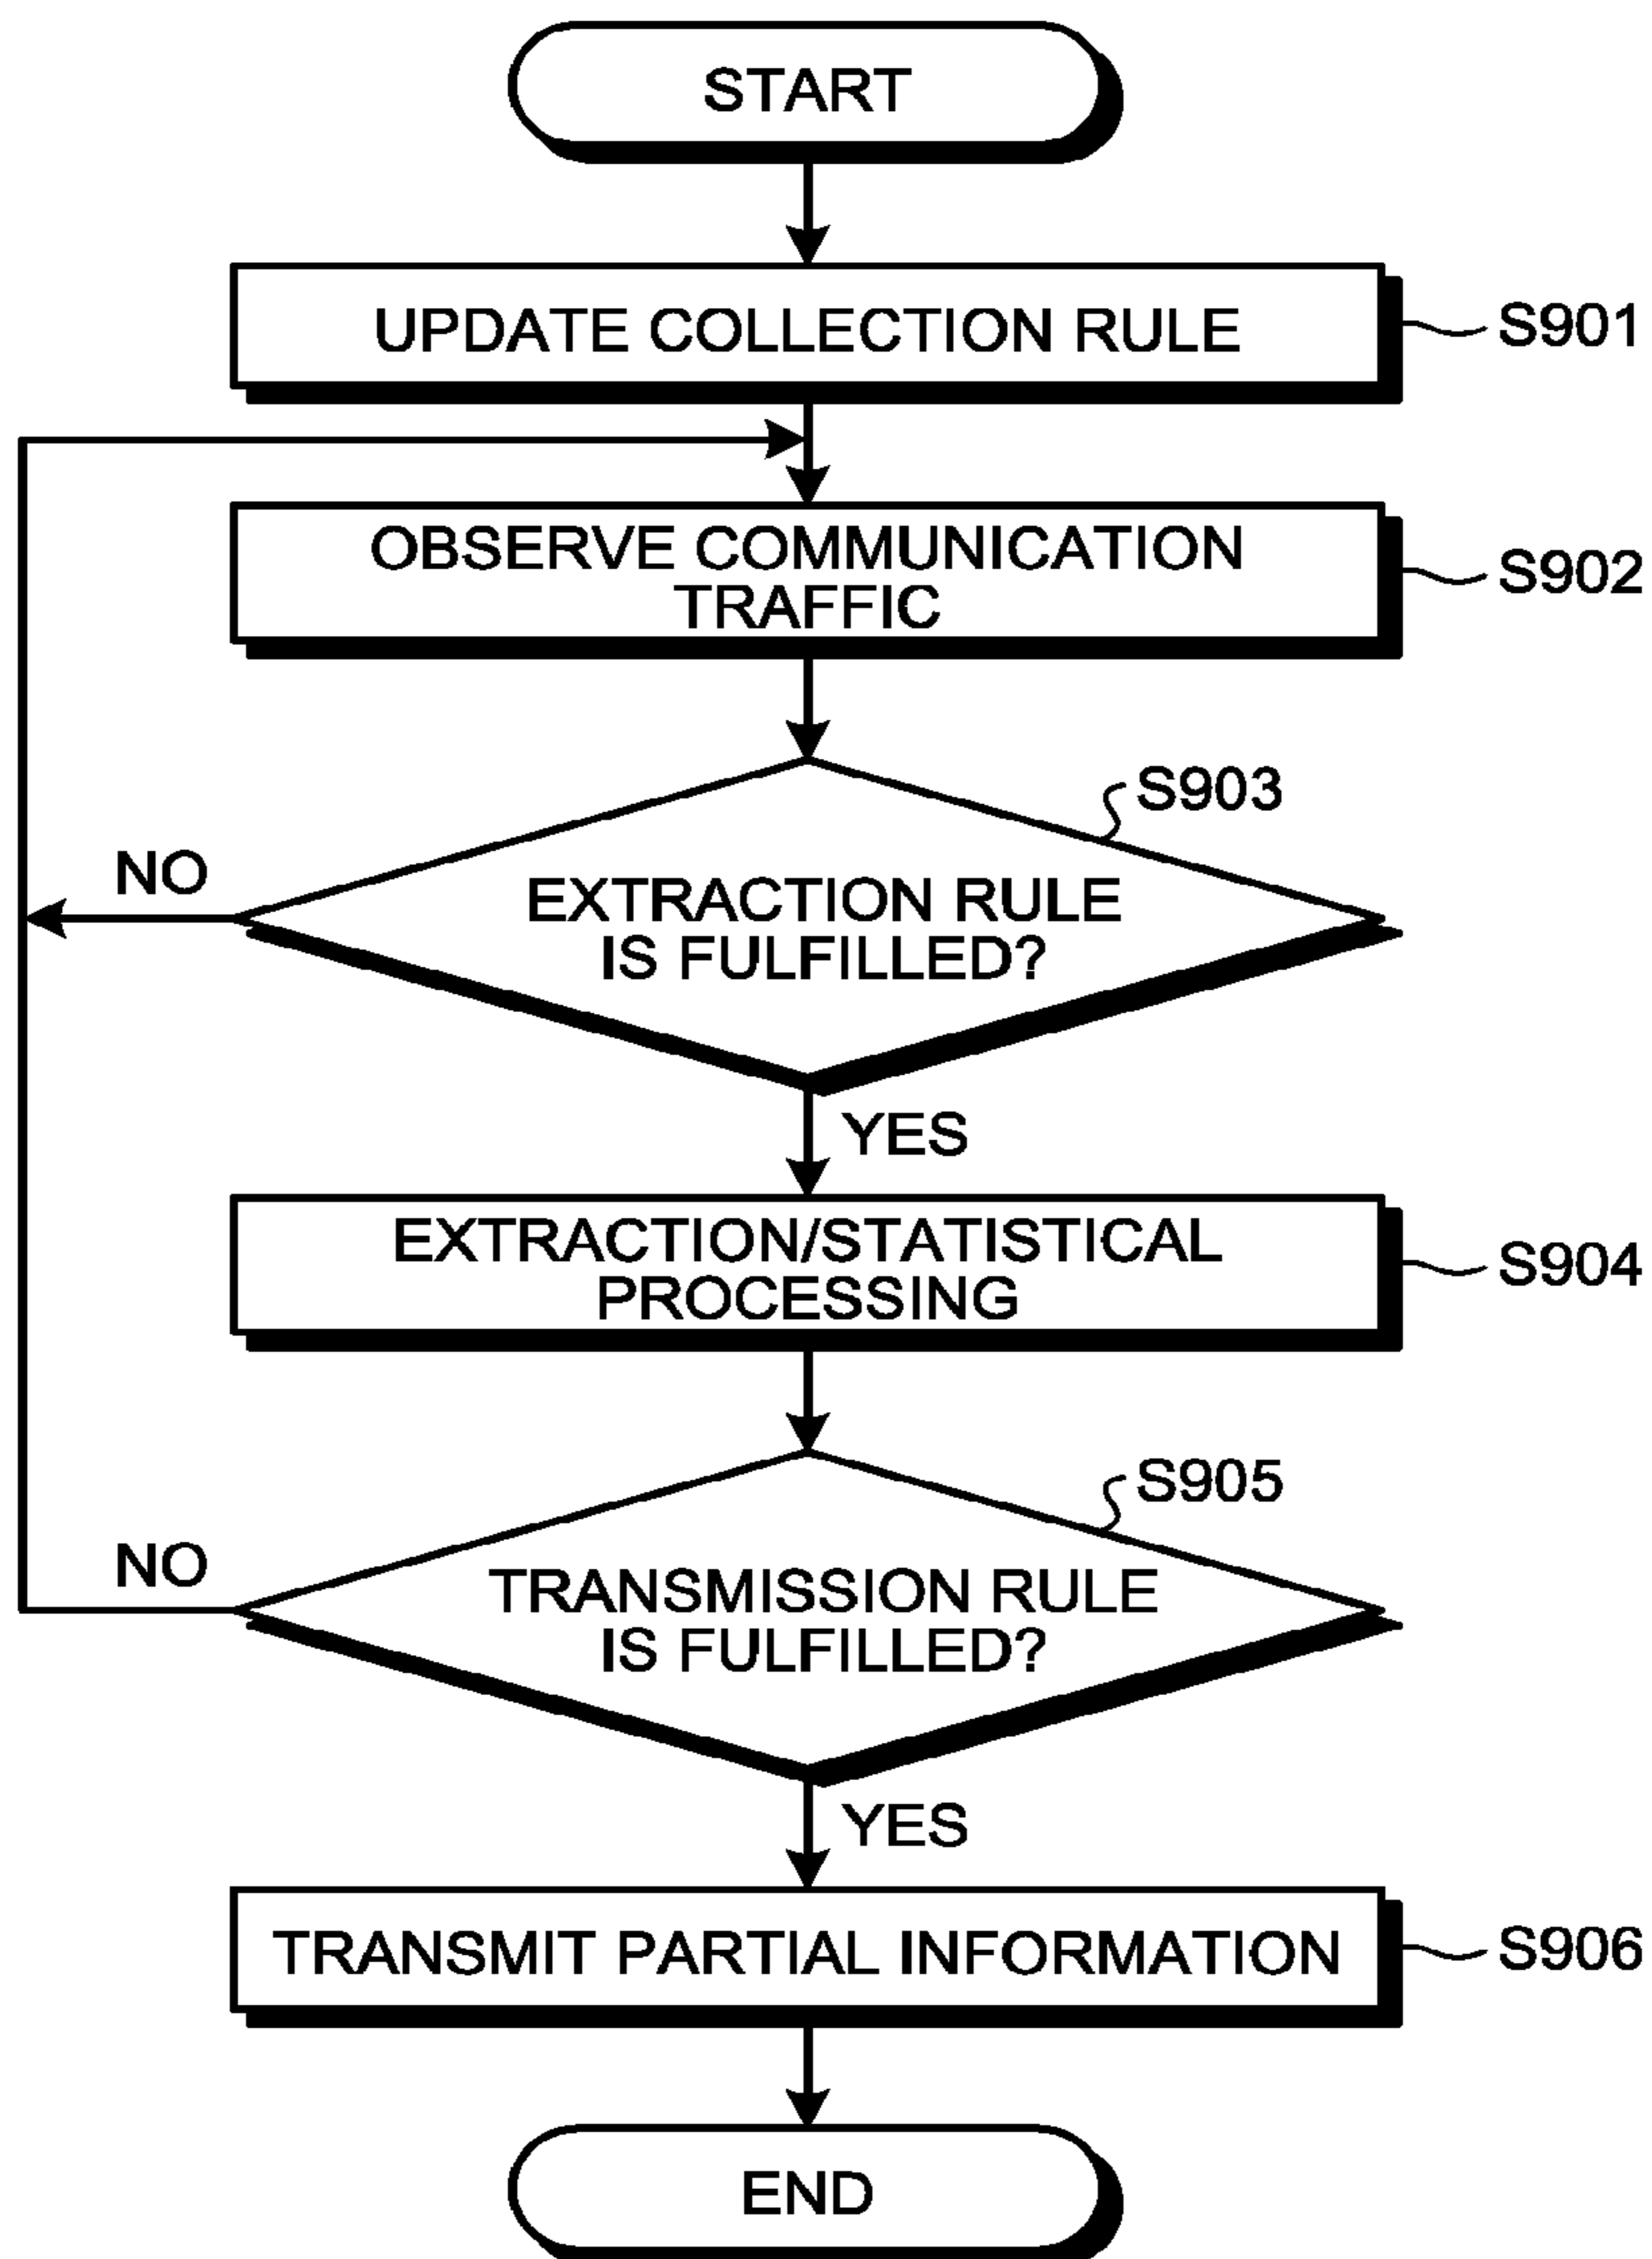 START
UPDATE COLLECTION RULE
S901
OBSERVE COMMUNICATION
TRAFFIC
S902
S903
EXTRACTION RULE
IS FULFILLED?
NO
YES
EXTRACTION/STATISTICAL
PROCESSING
S904
S905
TRANSMISSION RULE
IS FULFILLED?
NO
YES
TRANSMIT PARTIAL INFORMATION
S906
END